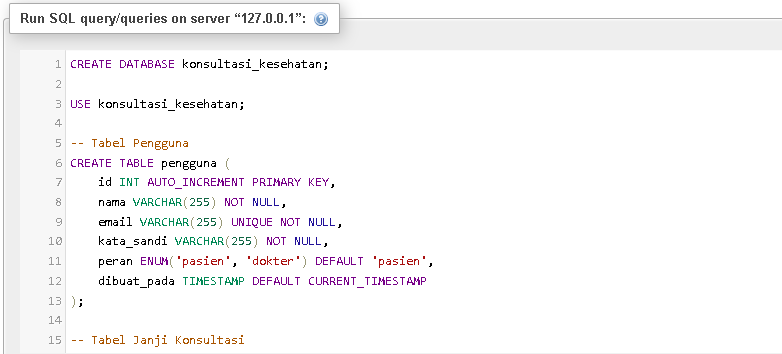 Run SQL query/queries on server “127.0.0.1”:
1 CREATE DATABASE konsultasi_kesehatan;
2
3 USE konsultasi_kesehatan;
4
5 -- Tabel Pengguna
6 CREATE TABLE pengguna (
7     id INT AUTO_INCREMENT PRIMARY KEY,
8     nama VARCHAR(255) NOT NULL,
9     email VARCHAR(255) UNIQUE NOT NULL,
10     kata_sandi VARCHAR(255) NOT NULL,
11     peran ENUM('pasien', 'dokter') DEFAULT 'pasien',
12     dibuat_pada TIMESTAMP DEFAULT CURRENT_TIMESTAMP
13 );
14
15 -- Tabel Janji Konsultasi